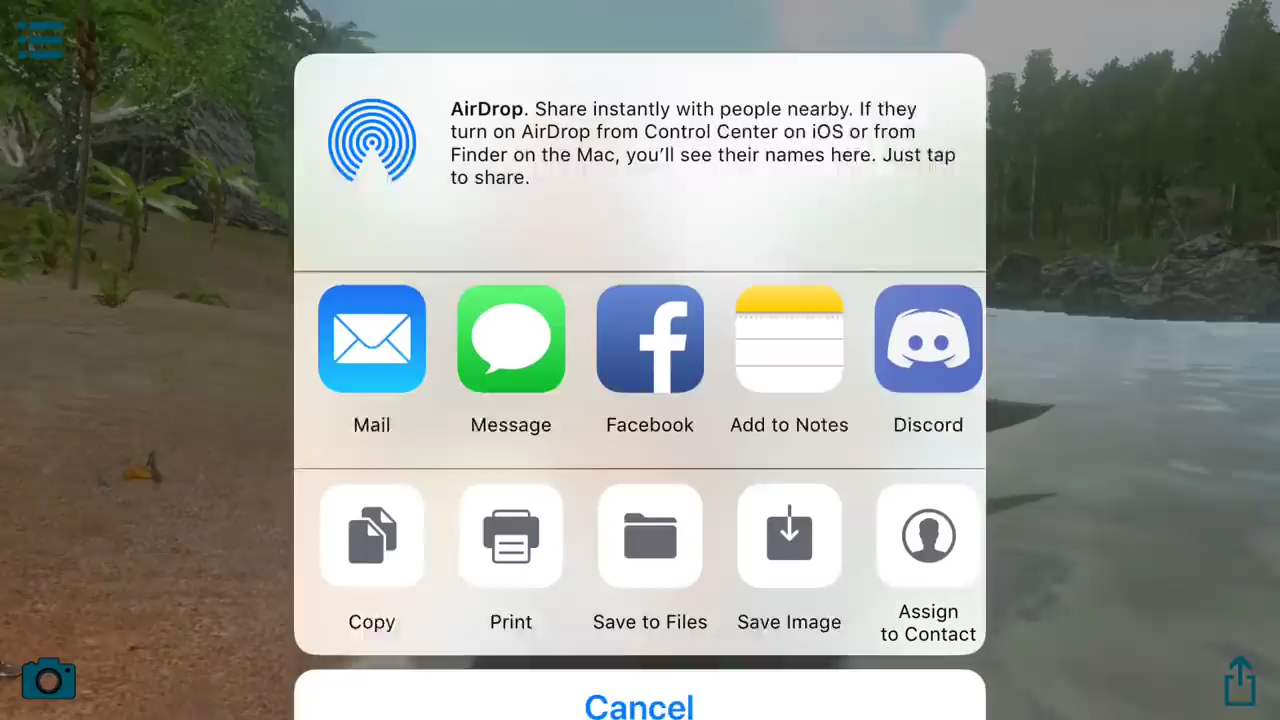 AirDrop. Share instantly with people nearby. If they
turn on AirDrop from Control Center on iOS or from
Finder on the Mac, you’ll see their names here. Just tap
to share.
Mail
Message
Facebook
Add to Notes
Discord
Copy
Print
Save to Files
Save Image
Assign
to Contact
Cancel